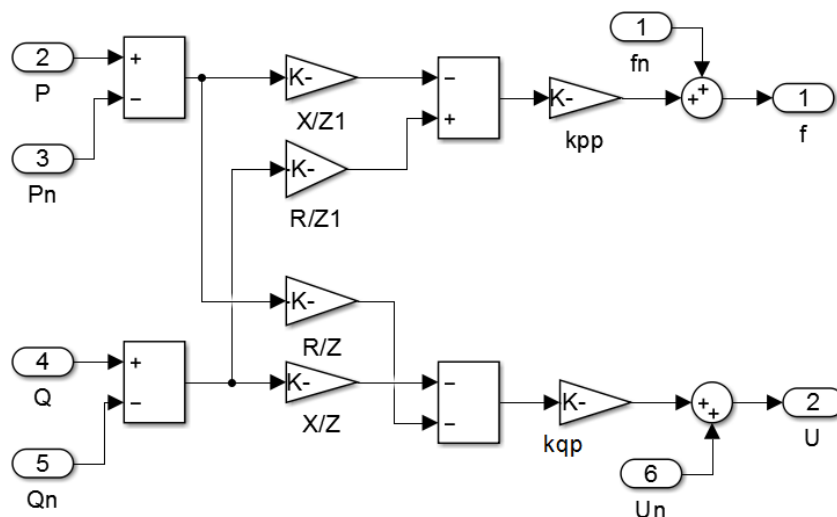 2
P
3
Pn
+
−
K-
X/Z1
K-
R/Z1
−
+
K-
kpp
1
fn
+
+
1
f
4
Q
5
Qn
+
−
K-
R/Z
K-
X/Z
−
−
K-
kqp
+
+
6
Un
2
U